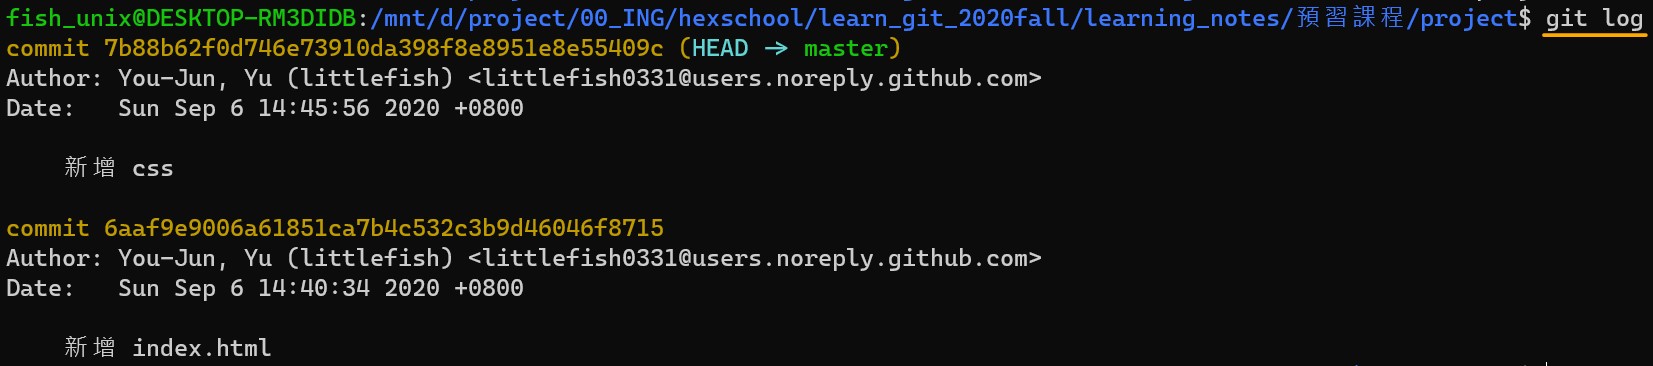 fish_unix@DESKTOP-RM3DIDB:/mnt/d/project/00_ING/hexschool/learn_git_2020fall/learning_notes/預習課程/project$ git log
commit 7b88b62f0d746e73910da398f8e8951e8e55409c (HEAD -> master)
Author: You-Jun, Yu (littlefish) <littlefish0331@users.noreply.github.com>
Date:   Sun Sep 6 14:45:56 2020 +0800
新增 css
commit 6aaf9e9006a61851ca7b4c532c3b9d46046f8715
Author: You-Jun, Yu (littlefish) <littlefish0331@users.noreply.github.com>
Date:   Sun Sep 6 14:40:34 2020 +0800
新增 index.html